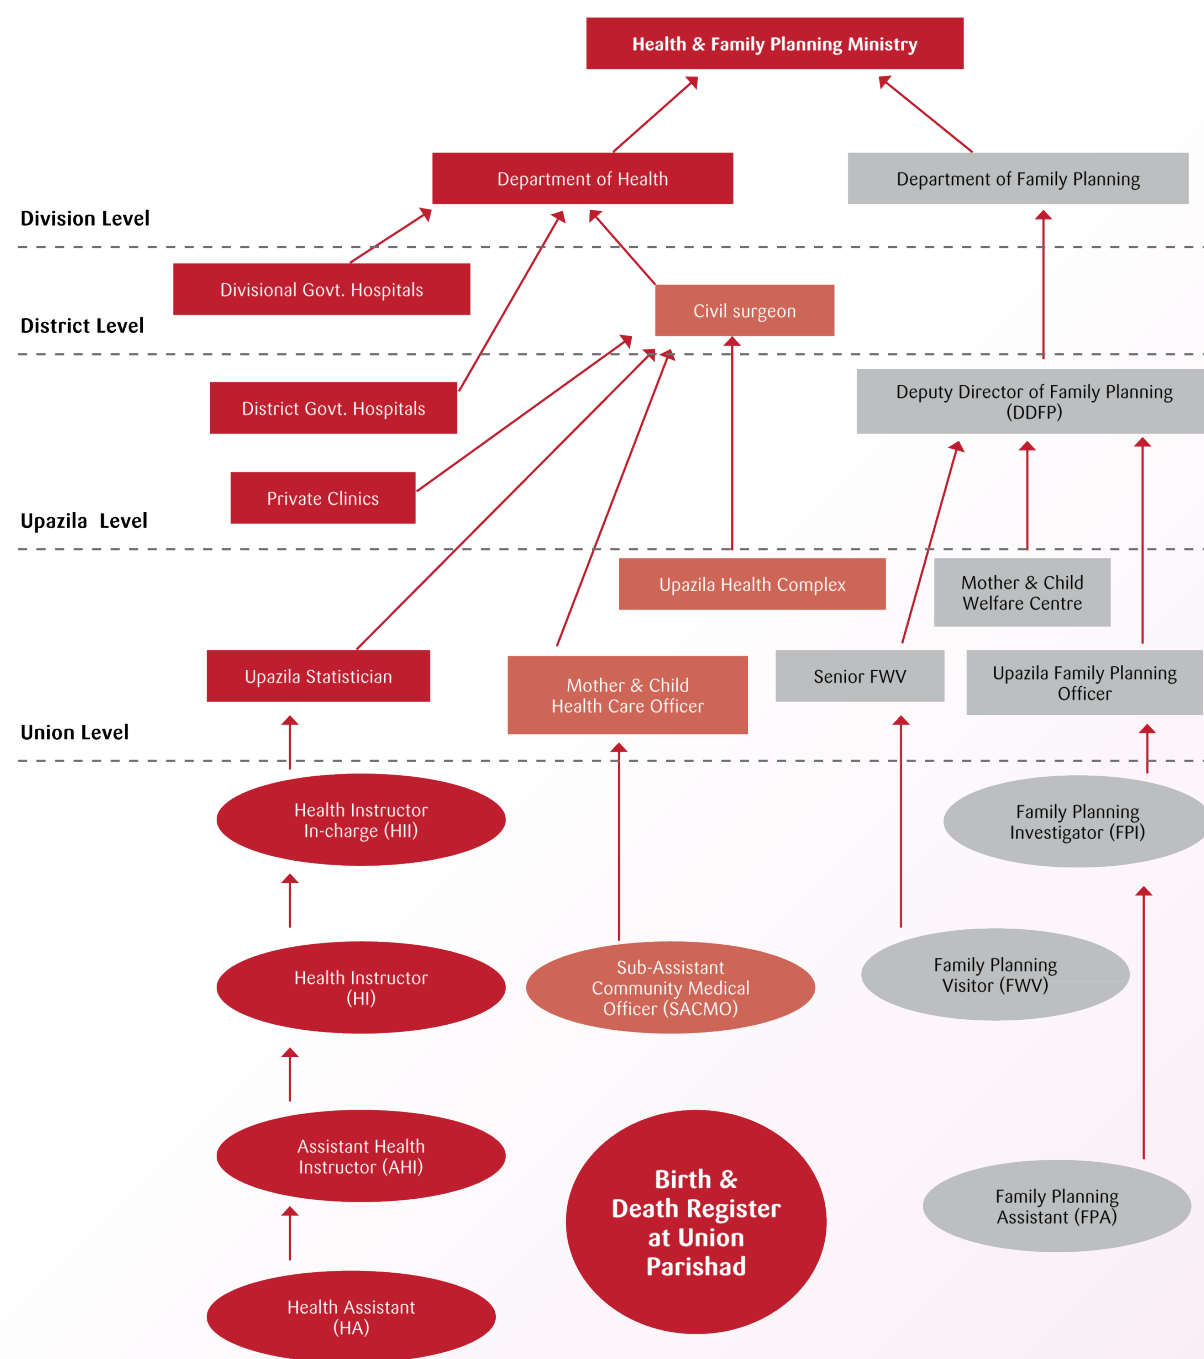 Health & Family Planning Ministry
Department of Health
Department of Family Planning
Division Level
Divisional Govt. Hospitals
Civil surgeon
District Level
Deputy Director of Family Planning
(DDFP)
District Govt. Hospitals
Private Clinics
Upazila  Level
Upazila Health Complex
Mother & Child
Welfare Centre
Upazila Statistician
Mother & Child
Health Care Officer
Senior FWV
Upazila Family Planning
Officer
Union Level
Health Instructor
In-charge (HII)
Family Planning
Investigator (FPI)
Health Instructor
(HI)
Sub-Assistant
Community Medical
Officer (SACMO)
Family Planning
Visitor (FWV)
Assistant Health
Instructor (AHI)
Birth &
Death Register
at Union
Parishad
Family Planning
Assistant (FPA)
Health Assistant
(HA)